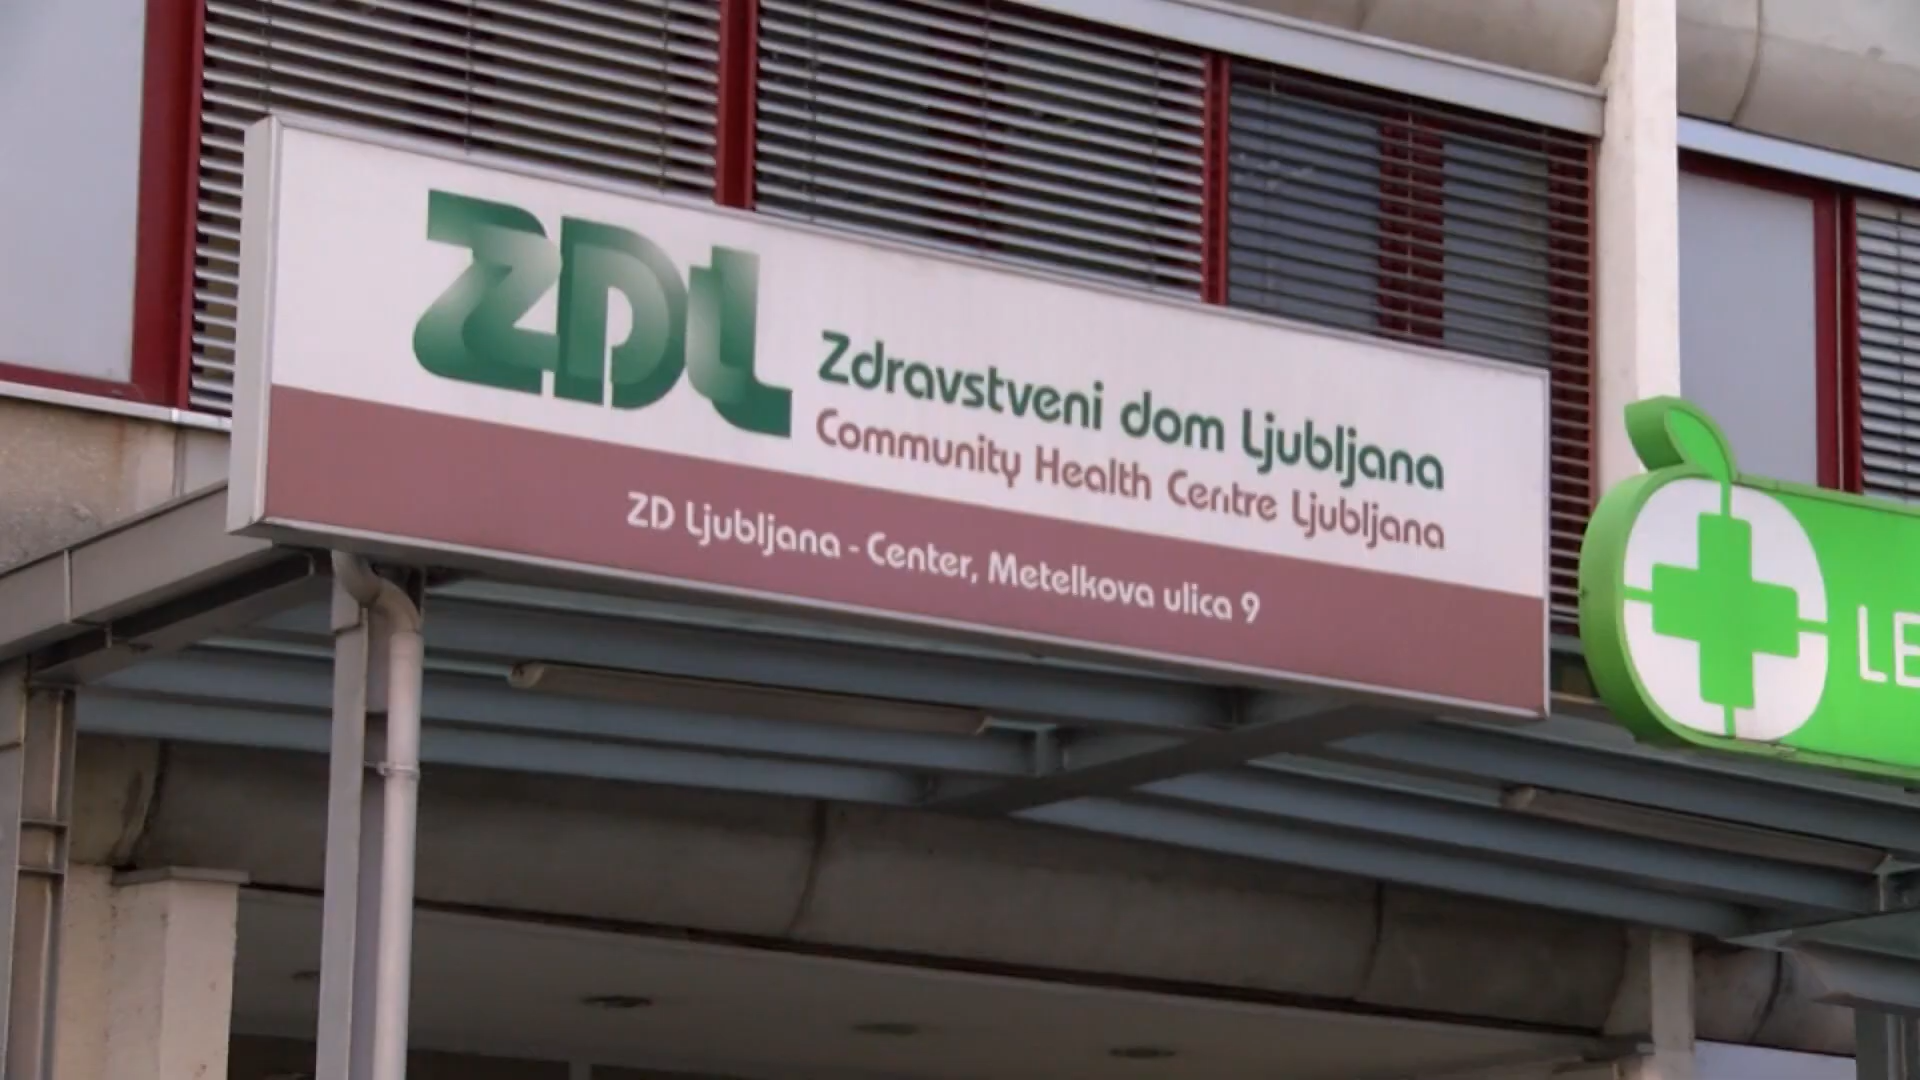 ZDL
Zdravstveni dom Ljubljana
Community Health Centre Ljubljana
ZD Ljubljana - Center, Metelkova ulica 9